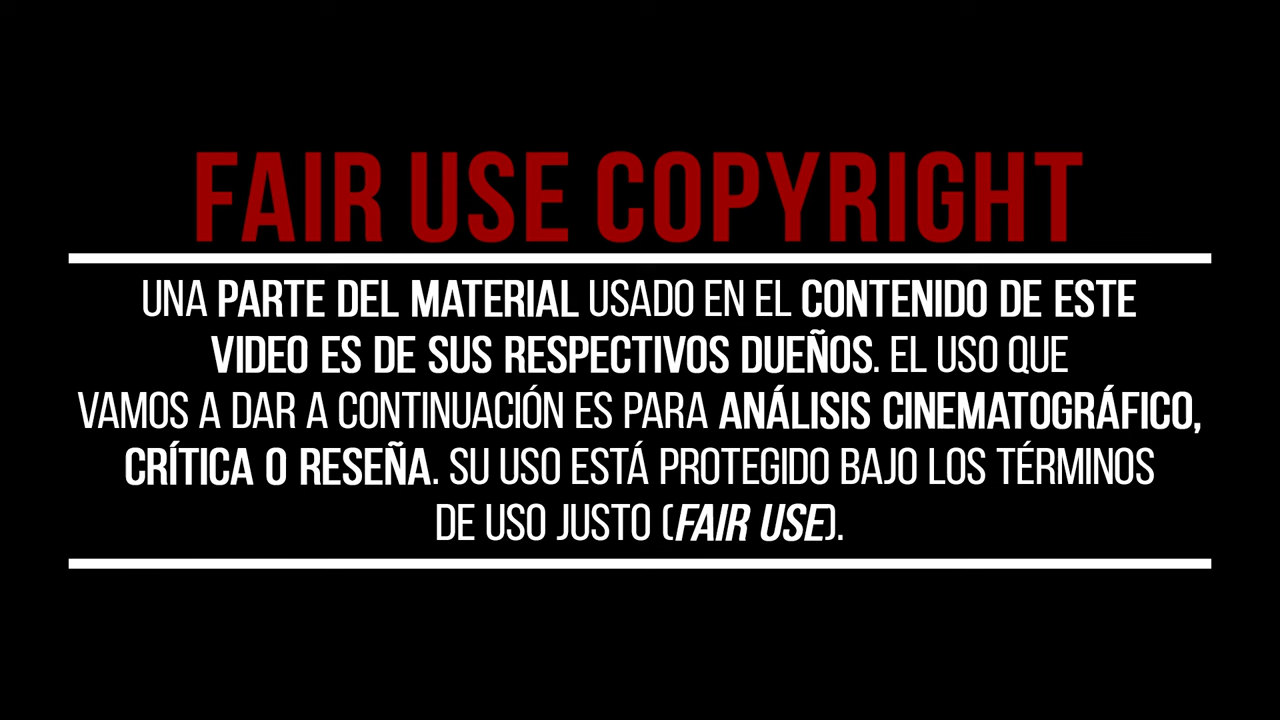 FAIR USE COPYRIGHT
UNA PARTE DEL MATERIAL USADO EN EL CONTENIDO DE ESTE
VIDEO ES DE SUS RESPECTIVOS DUEÑOS. EL USO QUE
VAMOS A DAR A CONTINUACIÓN ES PARA ANÁLISIS CINEMATOGRÁFICO,
CRÍTICA O RESEÑA. SU USO ESTÁ PROTEGIDO BAJO LOS TÉRMINOS
DE USO JUSTO (FAIR USE).